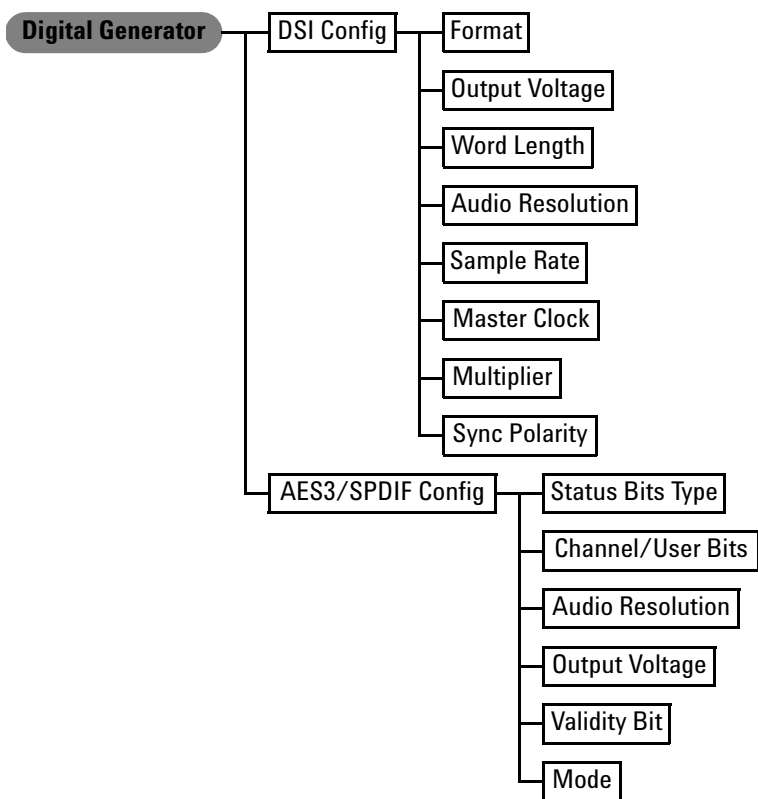 Digital Generator
DSI Config
Format
Output Voltage
Word Length
Audio Resolution
Sample Rate
Master Clock
Multiplier
Sync Polarity
AES3/SPDIF Config
Status Bits Type
Channel/User Bits
Audio Resolution
Output Voltage
Validity Bit
Mode